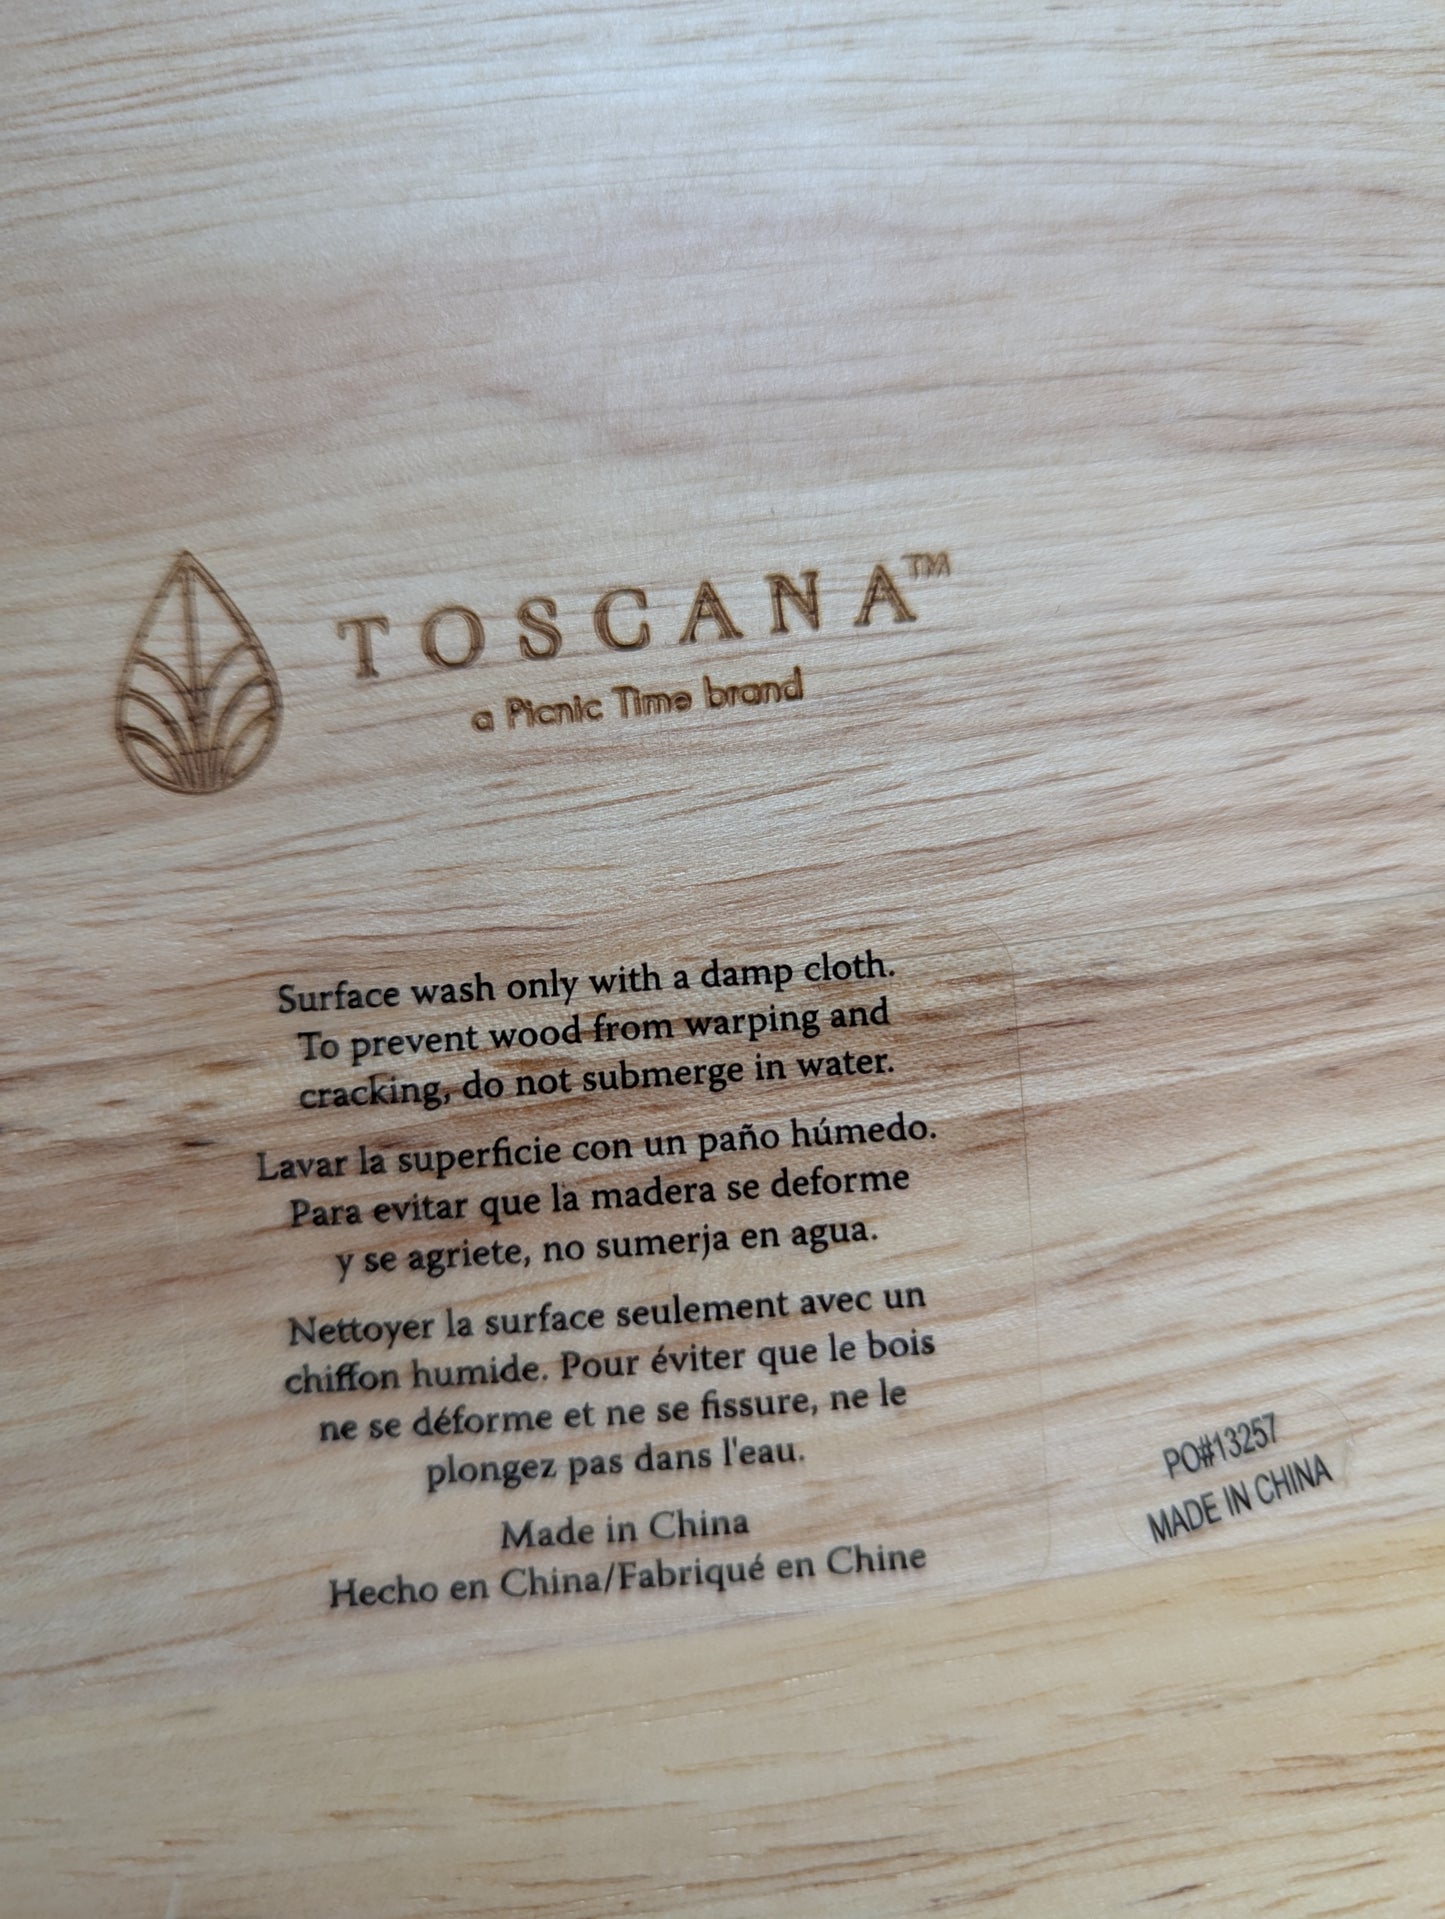 TOSCANA™
a Picnic Time brand
Surface wash only with a damp cloth.
To prevent wood from warping and
cracking, do not submerge in water.
Lavar la superficie con un paño húmedo.
Para evitar que la madera se deforme
y se agriete, no sumerja en agua.
Nettoyer la surface seulement avec un
chiffon humide. Pour éviter que le bois
ne se déforme et ne se fissure, ne le
plongez pas dans l'eau.
Made in China
Hecho en China/Fabriqué en Chine
PO#13257
MADE IN CHINA